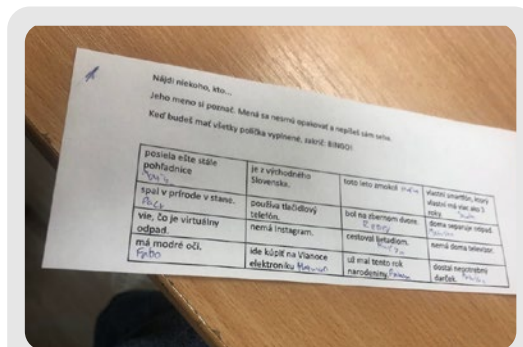 Nájdi niekoho, kto...
Jeho meno si poznač. Mená sa nesmú opakovať a nepíšeš sám seba.
Keď budeš mať všetky políčka vyplnené, zakrič: BINGO!
posiela ešte stále
pohľadnice
je z východného
Slovenska.
toto leto zmokol
vlastní smartfón, ktorý
vlastní má viac ako 3
roky.
spal v prírode v stane.
používa tlačidlový
telefón.
bol na zbernom dvore.
doma separuje odpad.
vie, čo je virtuálny
odpad.
nemá Instagram.
cestoval lietadlom.
nemá doma televízor.
má modré oči.
Fabo
ide kúpiť na Vianoce
elektroniku
už mal tento rok
narodeniny.
dostal nepotrebný
darček.